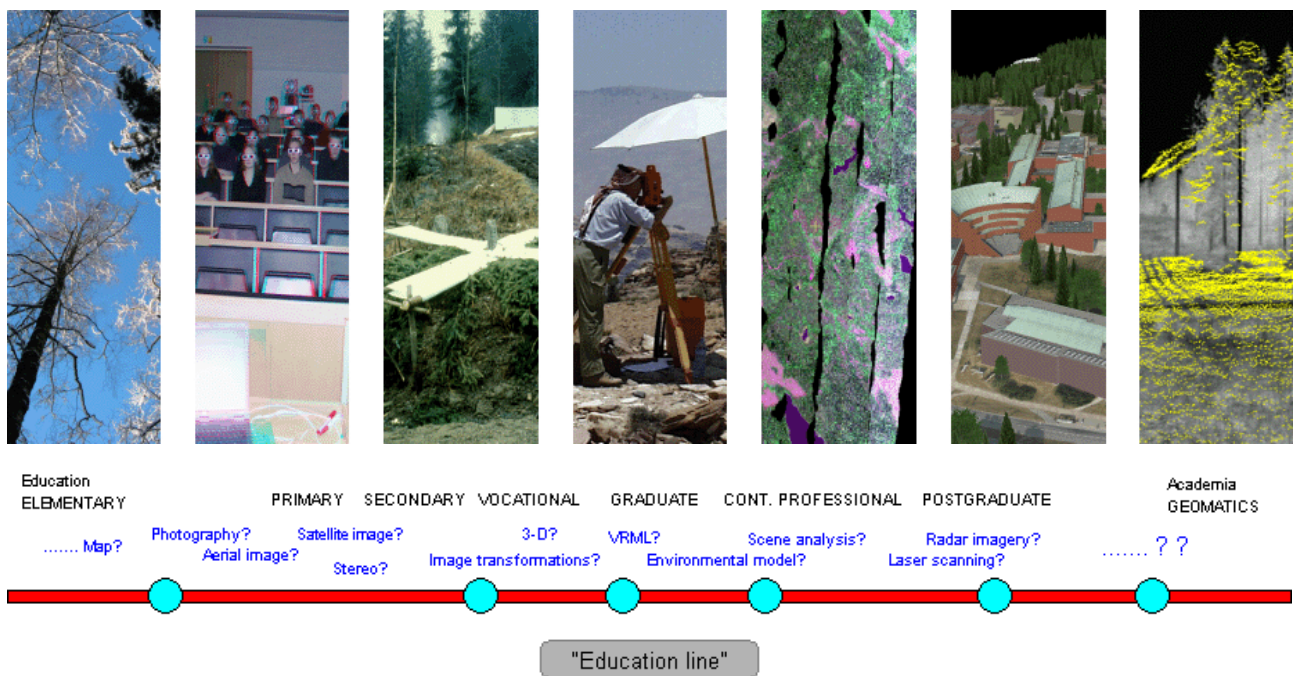 Education
ELEMENTARY
PRIMARY SECONDARY VOCATIONAL GRADUATE CONT. PROFESSIONAL POSTGRADUATE
Academia
GEOMATICS
....... Map?
Photography?
Aerial image?
Satellite image?
Stereo?
3-D?
Image transformations?
VRML?
Environmental model?
Scene analysis?
Radar imagery?
Laser scanning?
....... ? ?
"Education line"